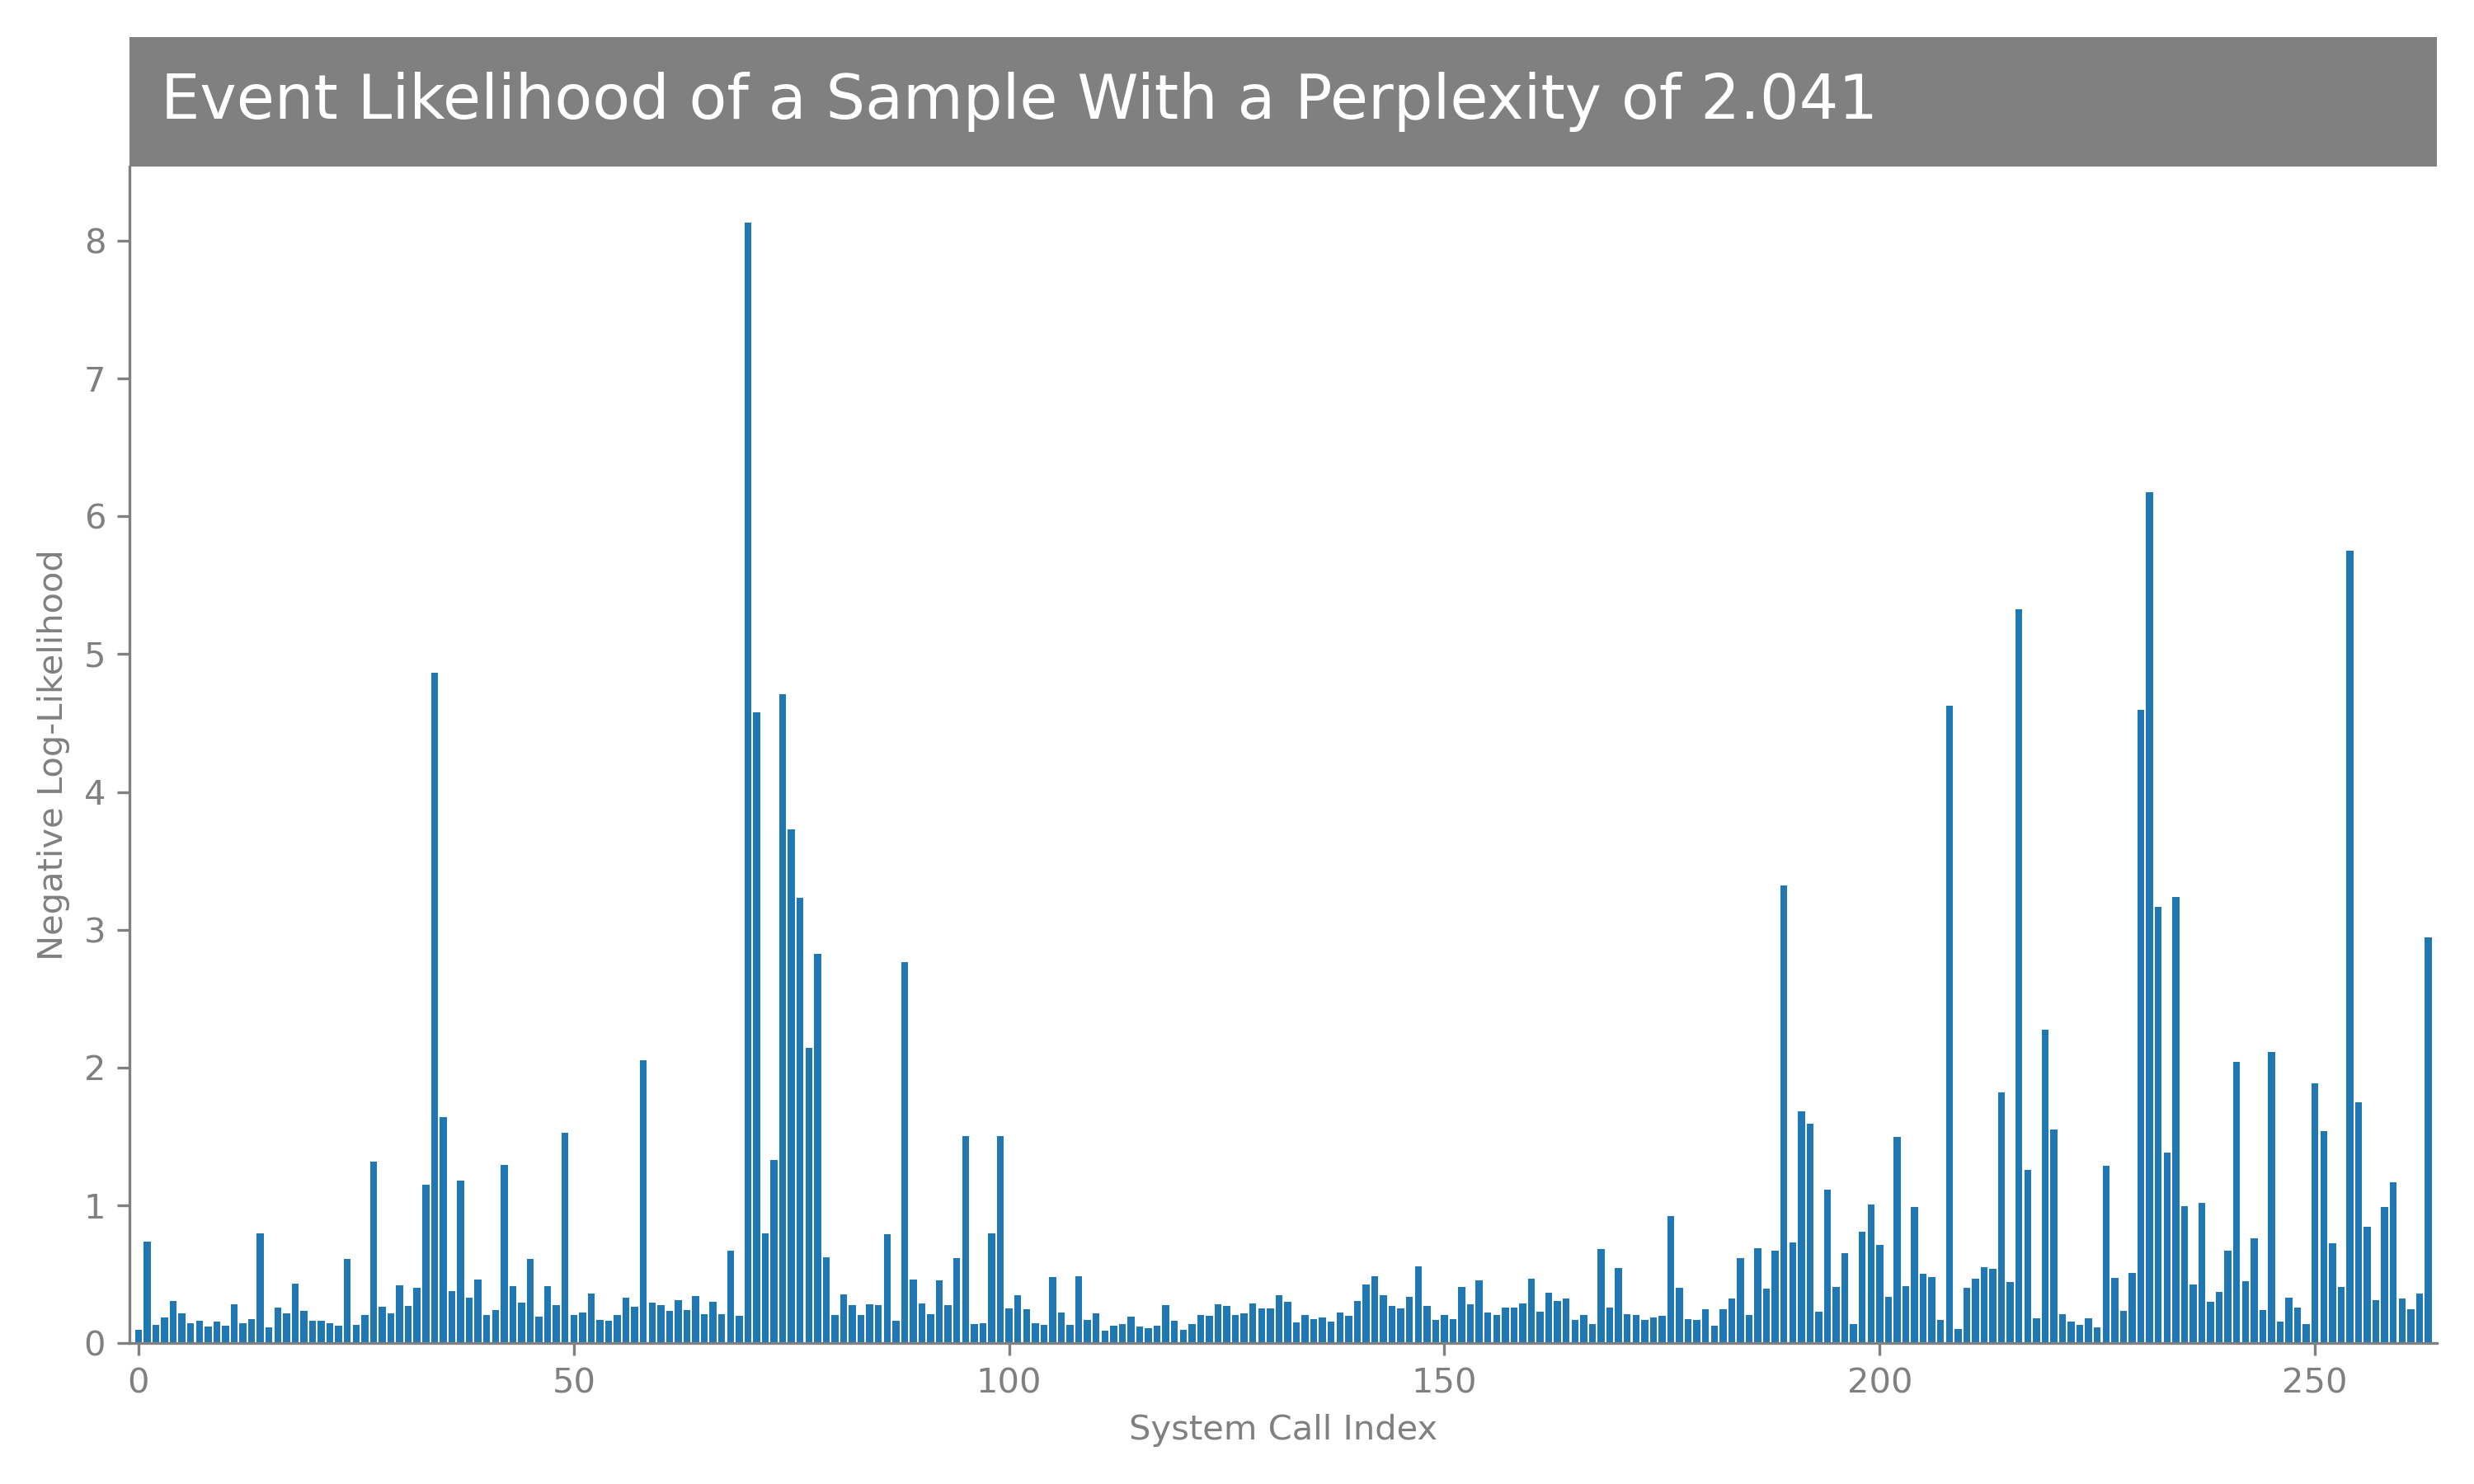 Event Likelihood of a Sample With a Perplexity of 2.041
8
7
6
5
4
3
2
1
0
Negative Log-Likelihood
0 50 100 150 200 250
System Call Index